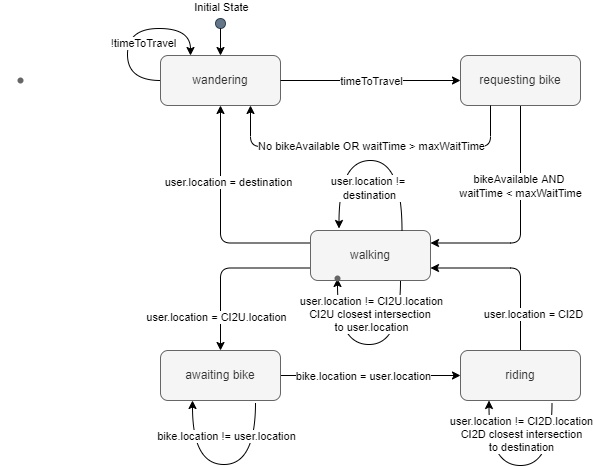 Initial State
!timeToTravel
wandering
timeToTravel
requesting bike
No bikeAvailable OR waitTime > maxWaitTime
user.location = destination
user.location !=
destination
bikeAvailable AND
waitTime < maxWaitTime
walking
user.location != CI2U.location
CI2U closest intersection
to user.location
user.location = CI2U.location
user.location = CI2D
awaiting bike
bike.location = user.location
riding
bike.location != user.location
user.location != CI2D.location
CI2D closest intersection
to destination